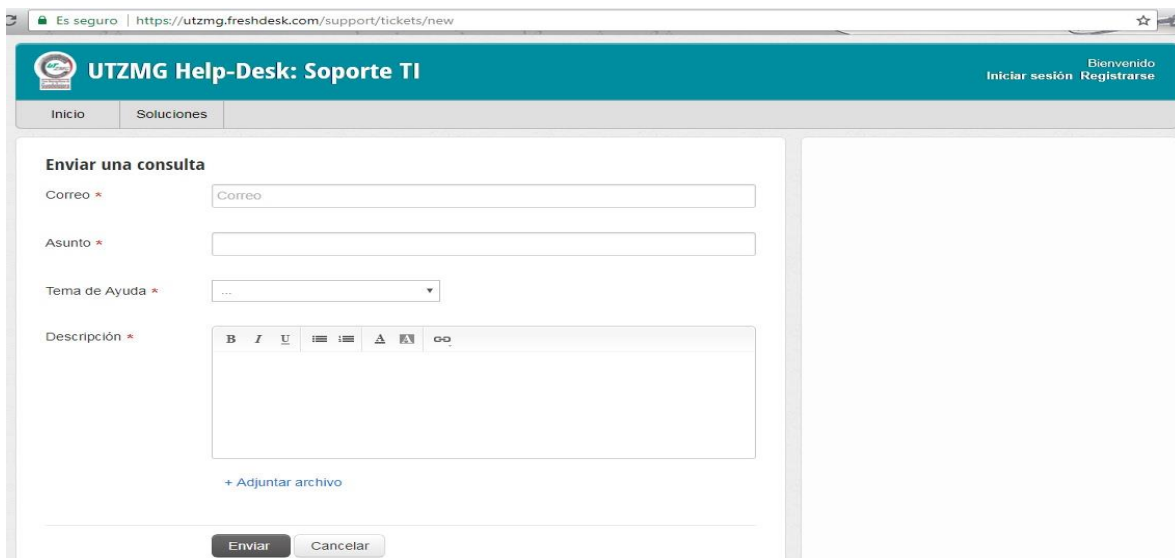 Es seguro | https://utzmg.freshdesk.com/support/tickets/new
UTZMG Help-Desk: Soporte TI
Bienvenido
Iniciar sesión Registrarse
Inicio Soluciones
Enviar una consulta
Correo * Correo
Asunto *
Tema de Ayuda * ...
Descripción * B I U A A
+ Adjuntar archivo
Enviar Cancelar